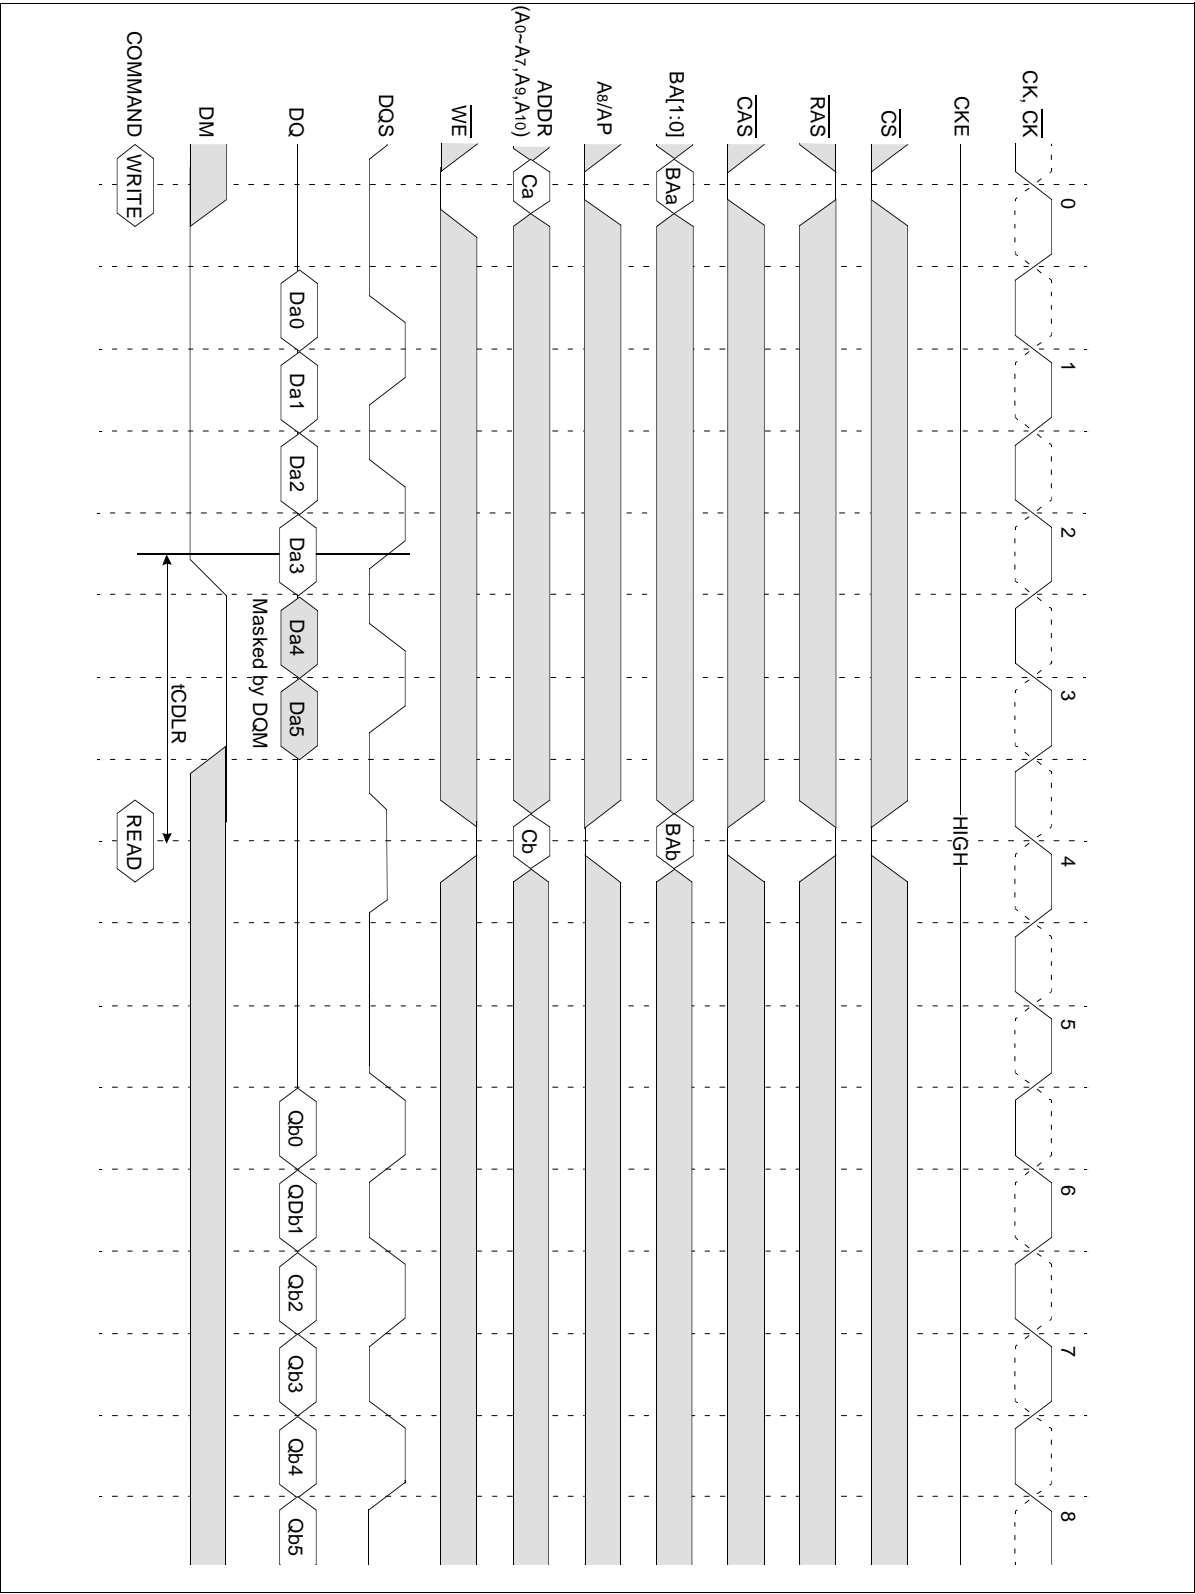 0 1 2 3 4 5 6 7 8
CK, CK
CKE HIGH
CS
RAS
CAS
BA[1:0] BAa BAb
A8/AP
ADDR Ca Cb
(A0~A7,A9,A10)
WE
DQS
DQ Da0 Da1 Da2 Da3 Da4 Da5 Qb0 QDb1 Qb2 Qb3 Qb4 Qb5
Masked by DQM
DM
tCDLR
COMMAND WRITE READ